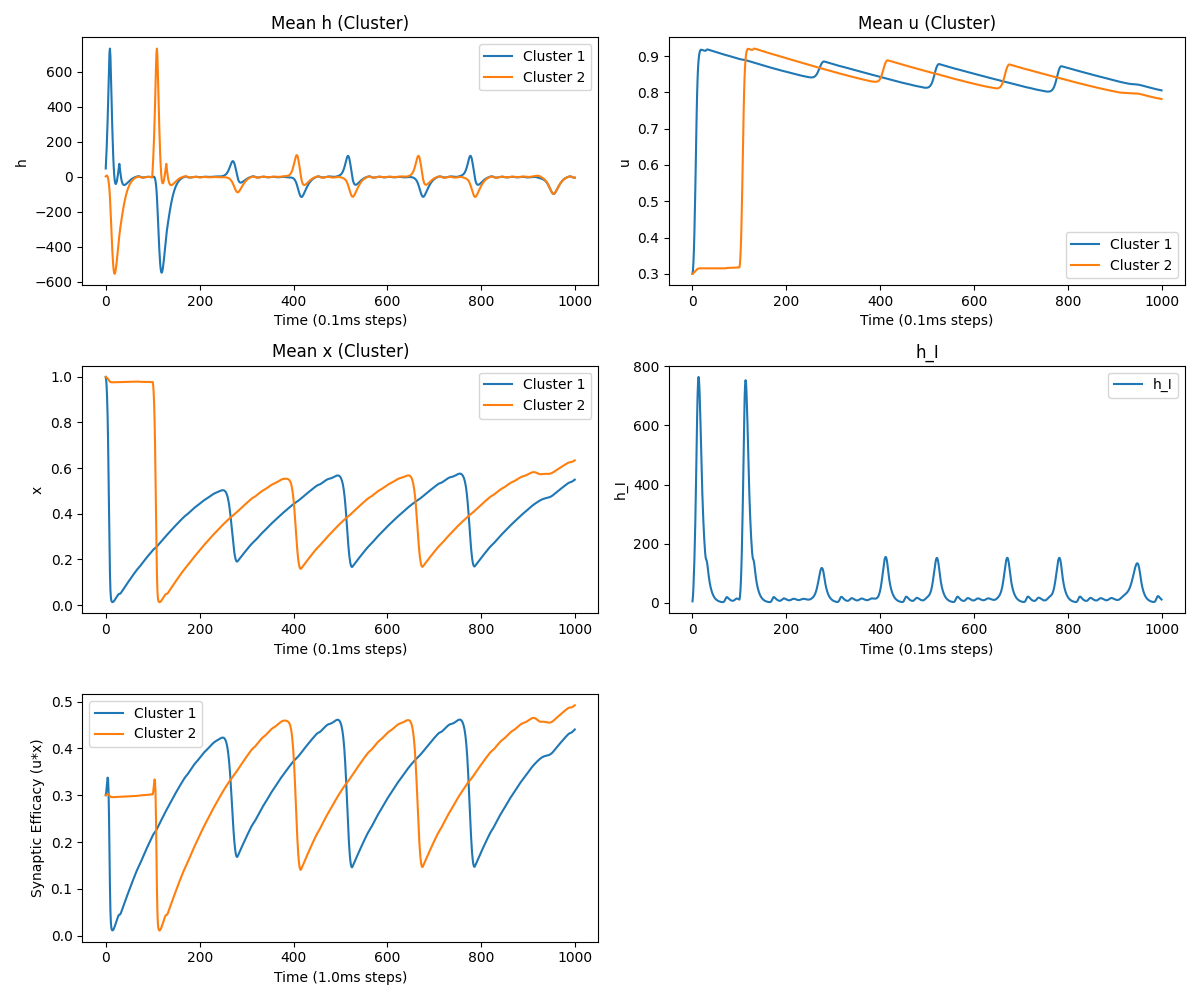 Mean h (Cluster)
h
600
400
200
0
−200
−400
−600
Cluster 1
Cluster 2
0 200 400 600 800 1000
Time (0.1ms steps)
Mean u (Cluster)
u
0.9
0.8
0.7
0.6
0.5
0.4
0.3
Cluster 1
Cluster 2
0 200 400 600 800 1000
Time (0.1ms steps)
Mean x (Cluster)
x
1.0
0.8
0.6
0.4
0.2
0.0
Cluster 1
Cluster 2
0 200 400 600 800 1000
Time (0.1ms steps)
h_I
h_I
800
600
400
200
0
h_I
0 200 400 600 800 1000
Time (0.1ms steps)
Synaptic Efficacy (u*x)
0.5
0.4
0.3
0.2
0.1
0.0
Cluster 1
Cluster 2
0 200 400 600 800 1000
Time (1.0ms steps)